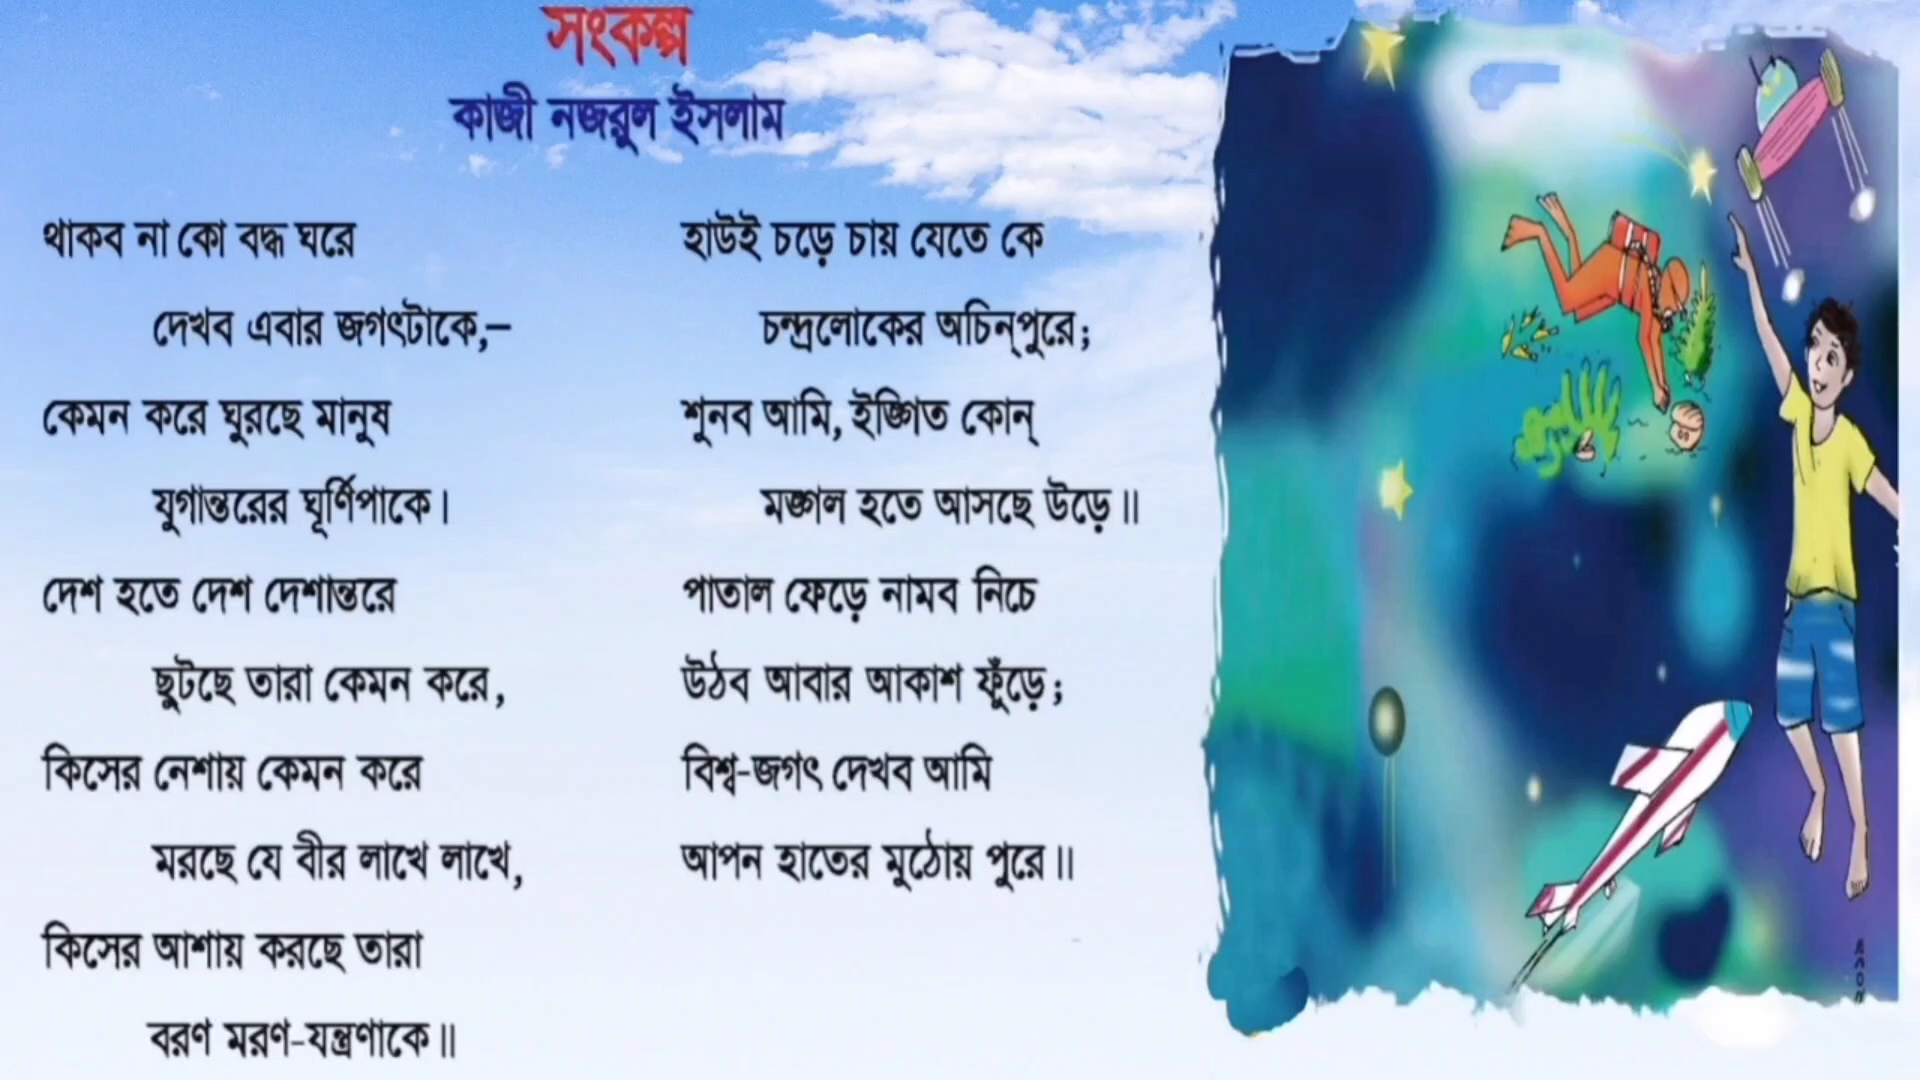 সংকল্প
কাজী নজরুল ইসলাম
থাকব না কো বদ্ধ ঘরে
দেখব এবার জগৎটাকে,–
কেমন করে ঘুরছে মানুষ
যুগান্তরের ঘূর্ণিপাকে।
দেশ হতে দেশ দেশান্তরে
ছুটছে তারা কেমন করে,
কিসের নেশায় কেমন করে
মরছে যে বীর লাখে লাখে,
কিসের আশায় করছে তারা
বরণ মরণ-যন্ত্রণাকে॥
হাউই চড়ে চায় যেতে কে
চন্দ্রলোকের অচিন্‌পুরে;
শুনব আমি, ইঙ্গিত কোন্
মঙ্গল হতে আসছে উড়ে॥
পাতাল ফেড়ে নামব নিচে
উঠব আবার আকাশ ফুঁড়ে;
বিশ্ব-জগৎ দেখব আমি
আপন হাতের মুঠোয় পুরে॥